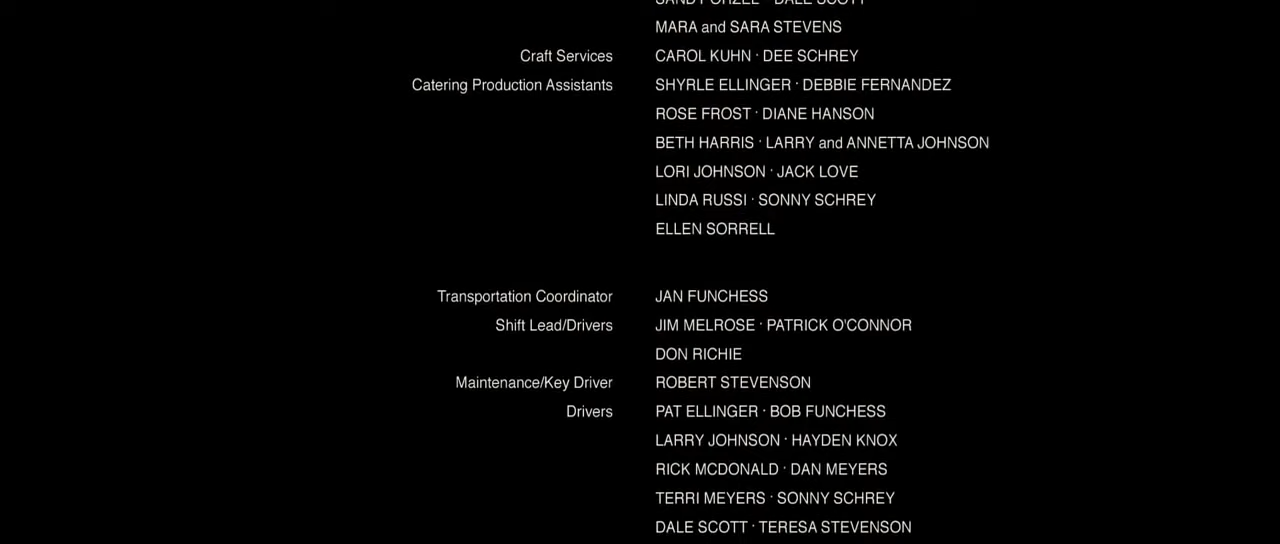 SANDY ORZEL · DALE SCOTT
MARA and SARA STEVENS
Craft Services CAROL KUHN · DEE SCHREY
Catering Production Assistants SHYRLE ELLINGER · DEBBIE FERNANDEZ
ROSE FROST · DIANE HANSON
BETH HARRIS · LARRY and ANNETTA JOHNSON
LORI JOHNSON · JACK LOVE
LINDA RUSSI · SONNY SCHREY
ELLEN SORRELL
Transportation Coordinator JAN FUNCHESS
Shift Lead/Drivers JIM MELROSE · PATRICK O'CONNOR
DON RICHIE
Maintenance/Key Driver ROBERT STEVENSON
Drivers PAT ELLINGER · BOB FUNCHESS
LARRY JOHNSON · HAYDEN KNOX
RICK MCDONALD · DAN MEYERS
TERRI MEYERS · SONNY SCHREY
DALE SCOTT · TERESA STEVENSON